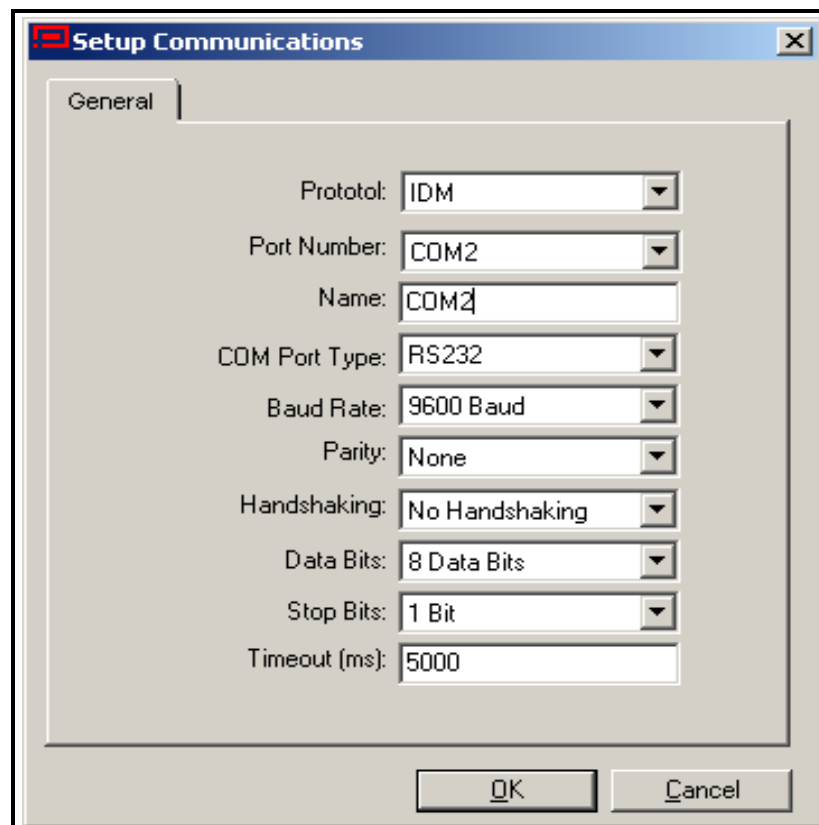 Setup Communications
General
Prototol: IDM
Port Number: COM2
Name: COM2
COM Port Type: RS232
Baud Rate: 9600 Baud
Parity: None
Handshaking: No Handshaking
Data Bits: 8 Data Bits
Stop Bits: 1 Bit
Timeout (ms): 5000
OK Cancel